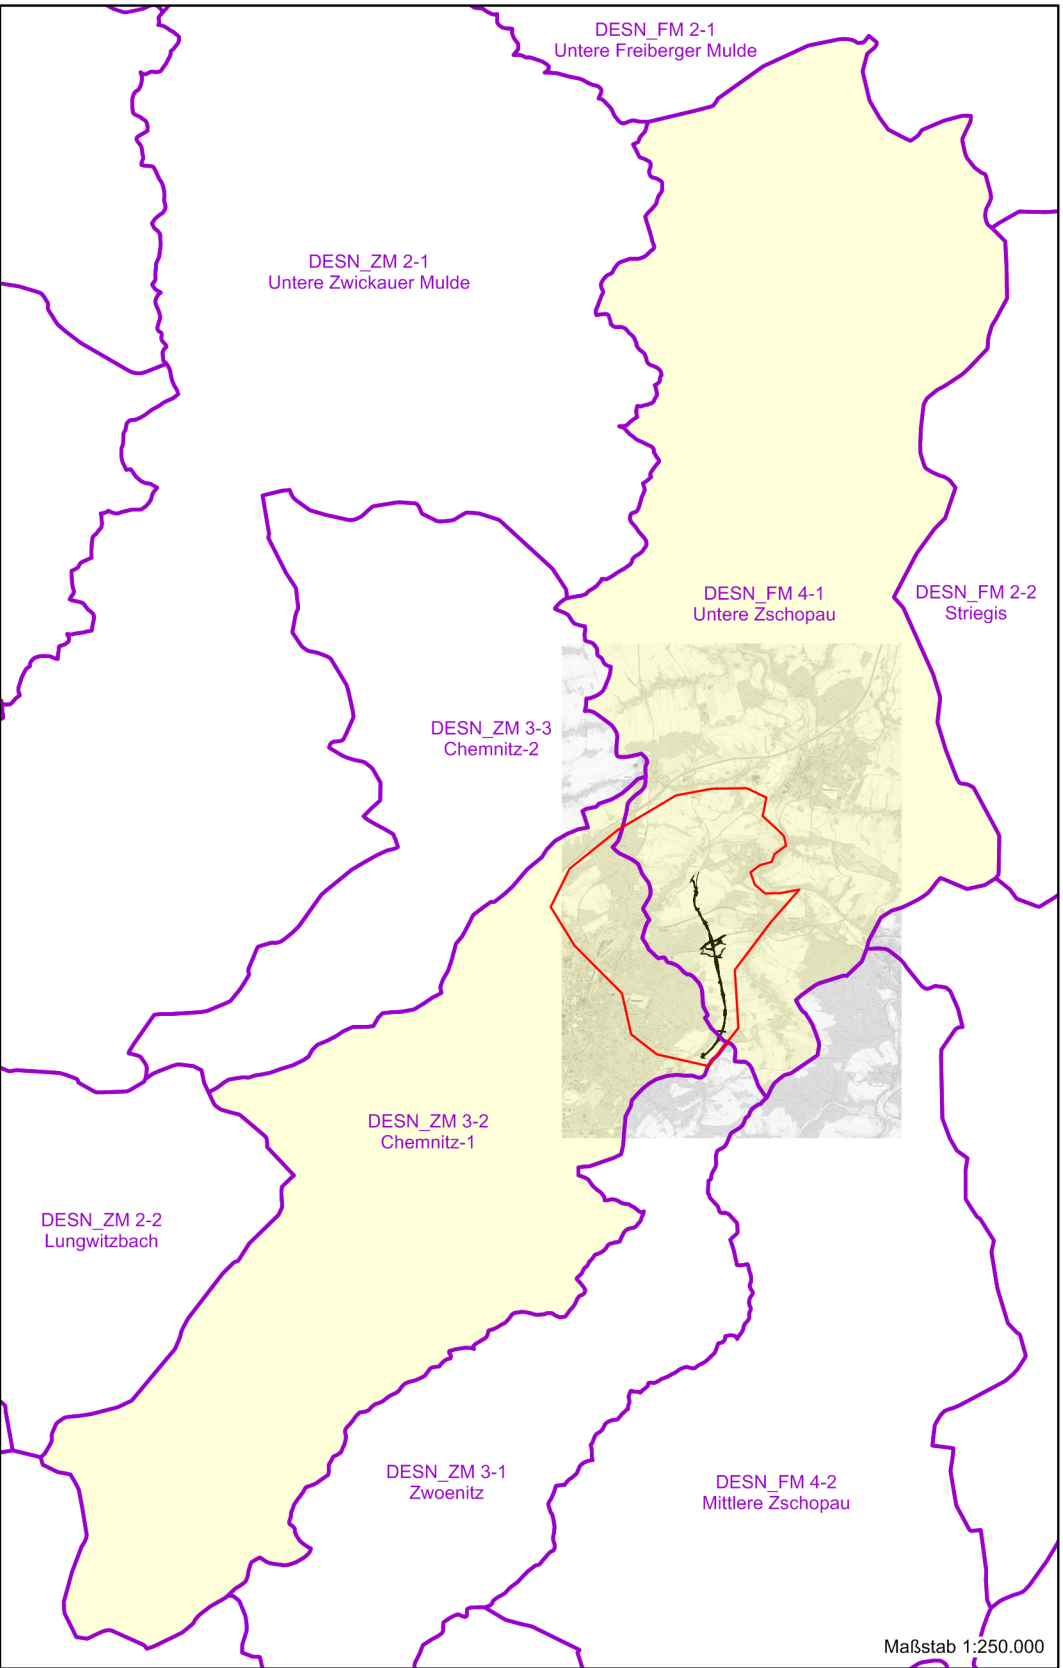 DESN_FM 2-1
Untere Freiberger Mulde
DESN_ZM 2-1
Untere Zwickauer Mulde
DESN_FM 4-1
Untere Zschopau
DESN_FM 2-2
Striegis
DESN_ZM 3-3
Chemnitz-2
DESN_ZM 3-2
Chemnitz-1
DESN_ZM 2-2
Lungwitzbach
DESN_ZM 3-1
Zwoenitz
DESN_FM 4-2
Mittlere Zschopau
Maßstab 1:250.000